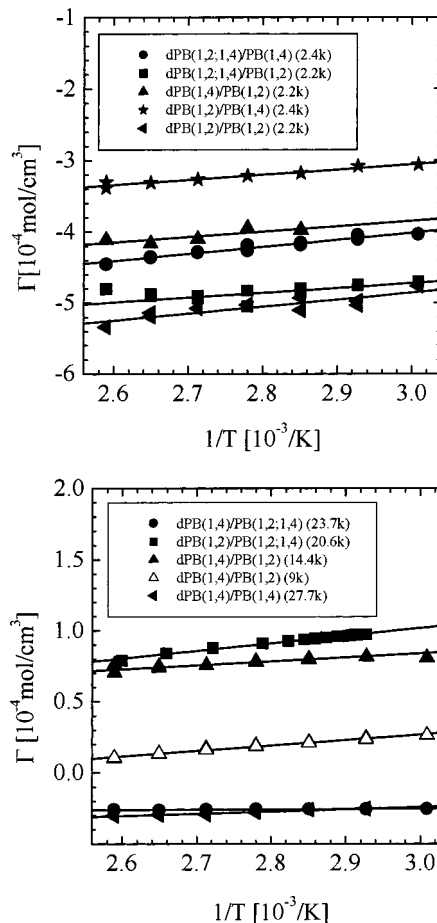 -1
-2
-3
-4
-5
-6
Γ[10⁻⁴mol/cm³]
dPB(1,2;1,4)/PB(1,4) (2.4k)
dPB(1,2;1,4)/PB(1,2) (2.2k)
dPB(1,4)/PB(1,2) (2.2k)
dPB(1,2)/PB(1,4) (2.4k)
dPB(1,2)/PB(1,2) (2.2k)
2.6 2.7 2.8 2.9 3.0
1/T [10⁻³/K]
2.0
1.0
0.0
Γ [10⁻⁴mol/cm³]
dPB(1,4)/PB(1,2;1,4) (23.7k)
dPB(1,2)/PB(1,2;1,4) (20.6k)
dPB(1,4)/PB(1,2) (14.4k)
dPB(1,4)/PB(1,2) (9k)
dPB(1,4)/PB(1,4) (27.7k)
2.6 2.7 2.8 2.9 3.0
1/T [10⁻³/K]